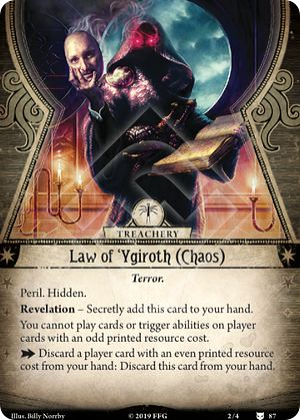 TREACHERY
Law of ‘Ygiroth (Chaos)
Terror.
Peril. Hidden.
Revelation – Secretly add this card to your hand.
You cannot play cards or trigger abilities on player
cards with an odd printed resource cost.
Discard a player card with an even printed resource
cost from your hand: Discard this card from your hand.
Illus. Billy Norrby
© 2019 FFG
2/4
87